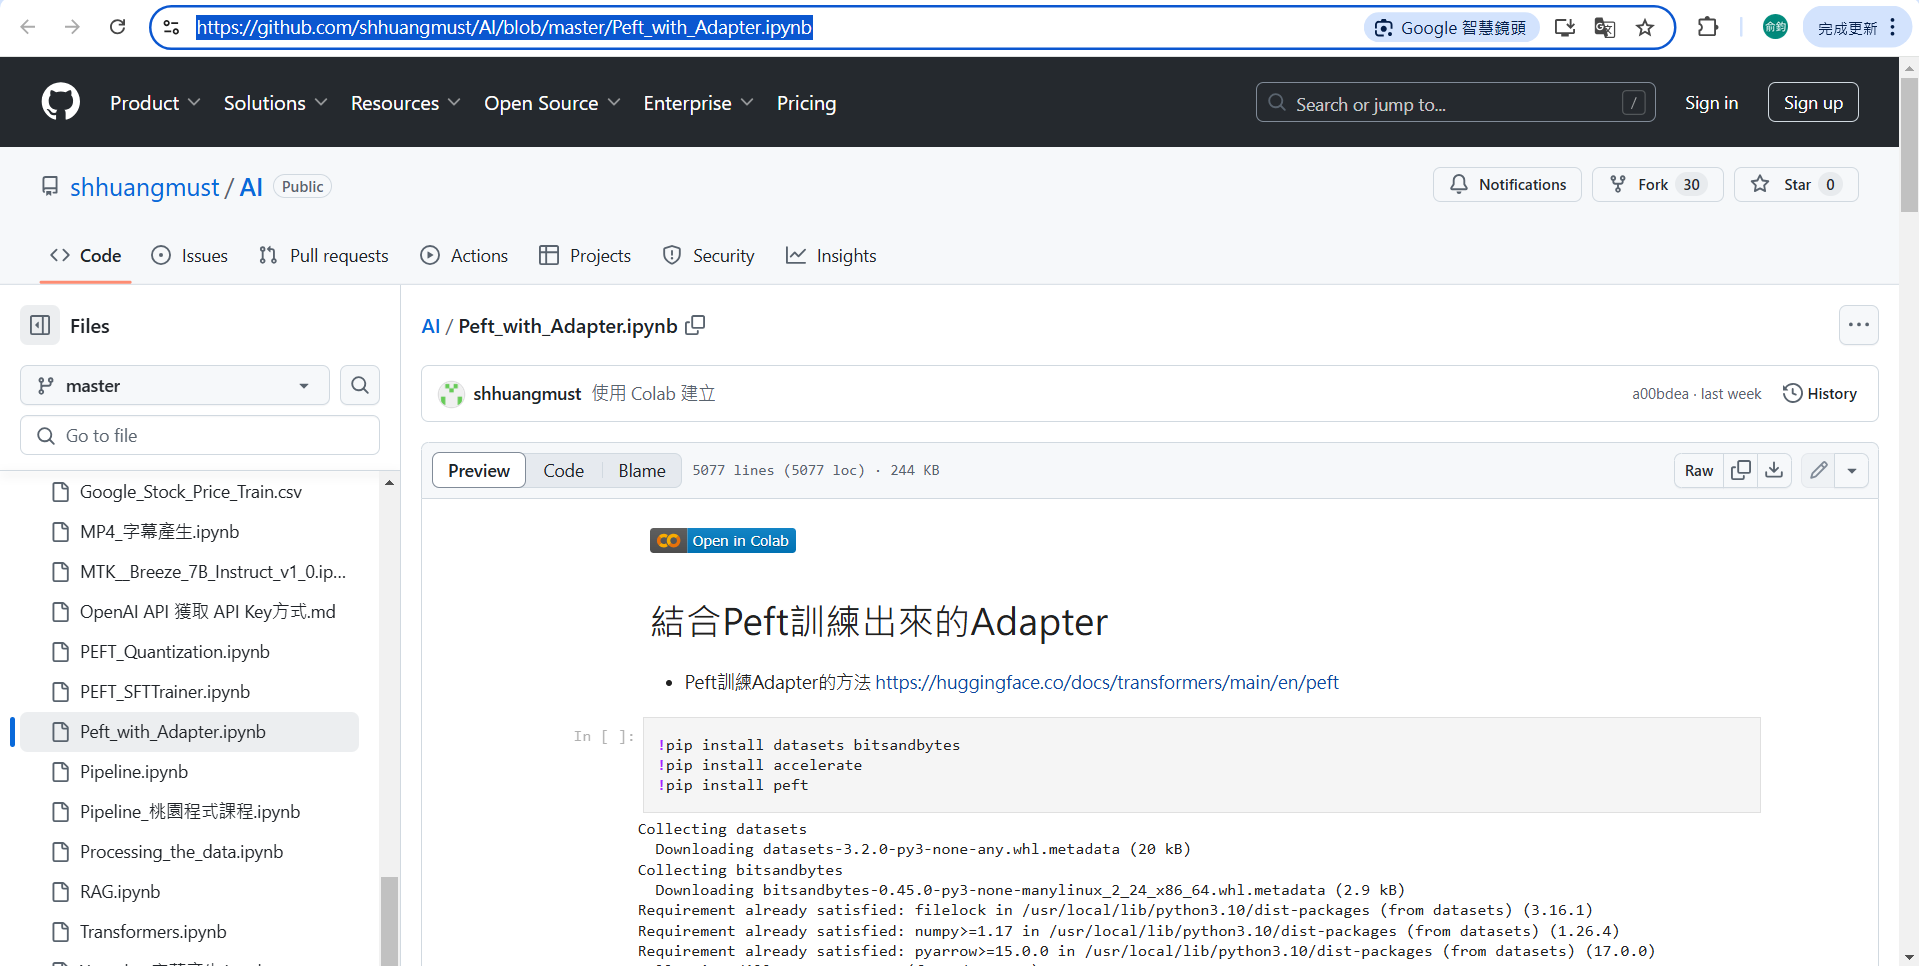 https://github.com/shhuangmust/AI/blob/master/Peft_with_Adapter.ipynb
Google 智慧鏡頭
俞鈞
完成更新
Product
Solutions
Resources
Open Source
Enterprise
Pricing
Search or jump to...
/
Sign in
Sign up
shhuangmust / AI
Public
Notifications
Fork 30
Star 0
Code
Issues
Pull requests
Actions
Projects
Security
Insights
Files
master
Go to file
Google_Stock_Price_Train.csv
MP4_字幕產生.ipynb
MTK__Breeze_7B_Instruct_v1_0.ip...
OpenAI API 獲取 API Key方式.md
PEFT_Quantization.ipynb
PEFT_SFTTrainer.ipynb
Peft_with_Adapter.ipynb
Pipeline.ipynb
Pipeline_桃園程式課程.ipynb
Processing_the_data.ipynb
RAG.ipynb
Transformers.ipynb
AI / Peft_with_Adapter.ipynb
shhuangmust 使用 Colab 建立
a00bdea · last week
History
Preview
Code
Blame
5077 lines (5077 loc) · 244 KB
Raw
Open in Colab
結合Peft訓練出來的Adapter
• Peft訓練Adapter的方法 https://huggingface.co/docs/transformers/main/en/peft
In [ ]:
!pip install datasets bitsandbytes
!pip install accelerate
!pip install peft
Collecting datasets
Downloading datasets-3.2.0-py3-none-any.whl.metadata (20 kB)
Collecting bitsandbytes
Downloading bitsandbytes-0.45.0-py3-none-manylinux_2_24_x86_64.whl.metadata (2.9 kB)
Requirement already satisfied: filelock in /usr/local/lib/python3.10/dist-packages (from datasets) (3.16.1)
Requirement already satisfied: numpy>=1.17 in /usr/local/lib/python3.10/dist-packages (from datasets) (1.26.4)
Requirement already satisfied: pyarrow>=15.0.0 in /usr/local/lib/python3.10/dist-packages (from datasets) (17.0.0)